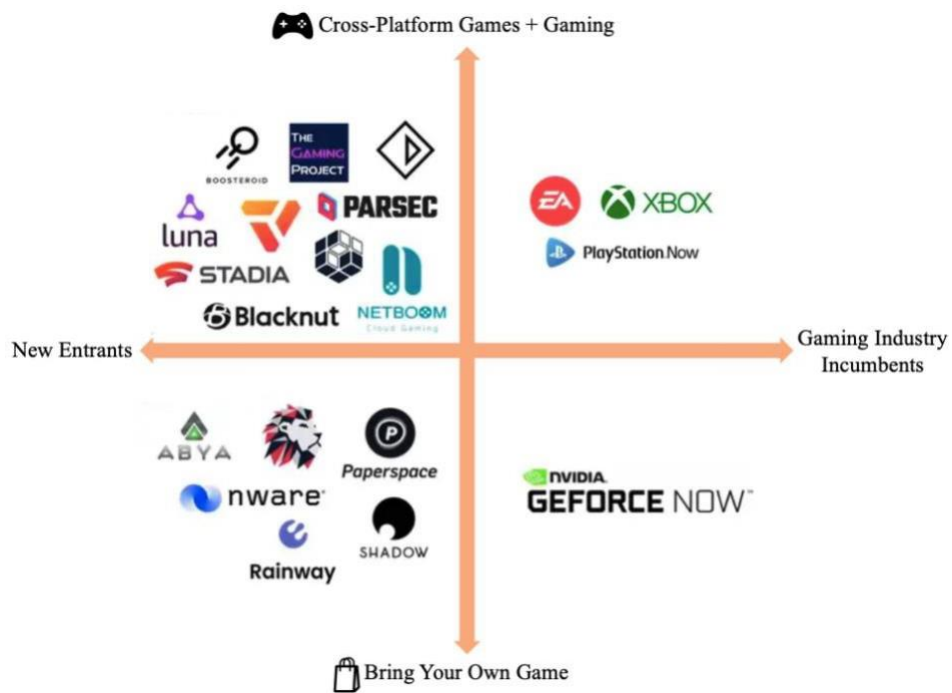 Cross-Platform Games + Gaming
BOOSTEROID
THE
GAMING
PROJECT
EA
XBOX
luna
PARSEC
PlayStation Now
STADIA
Blacknut
NETBOOM
Cloud Gaming
New Entrants
Gaming Industry
Incumbents
ABYA
P
Paperspace
nware
NVIDIA
GEFORCE NOW
SHADOW
Rainway
Bring Your Own Game